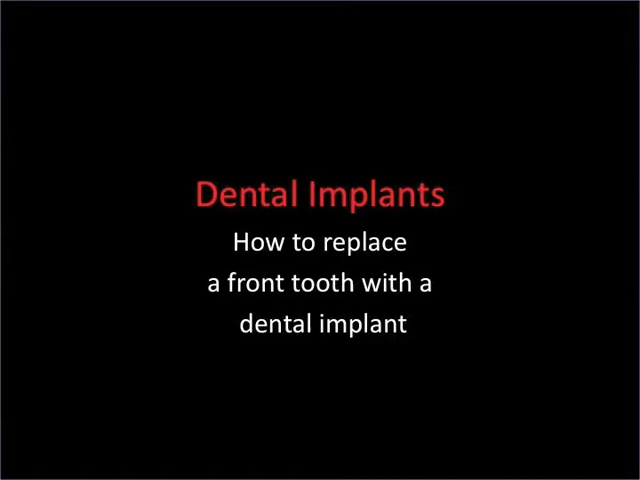 Dental Implants
How to replace
a front tooth with a
dental implant